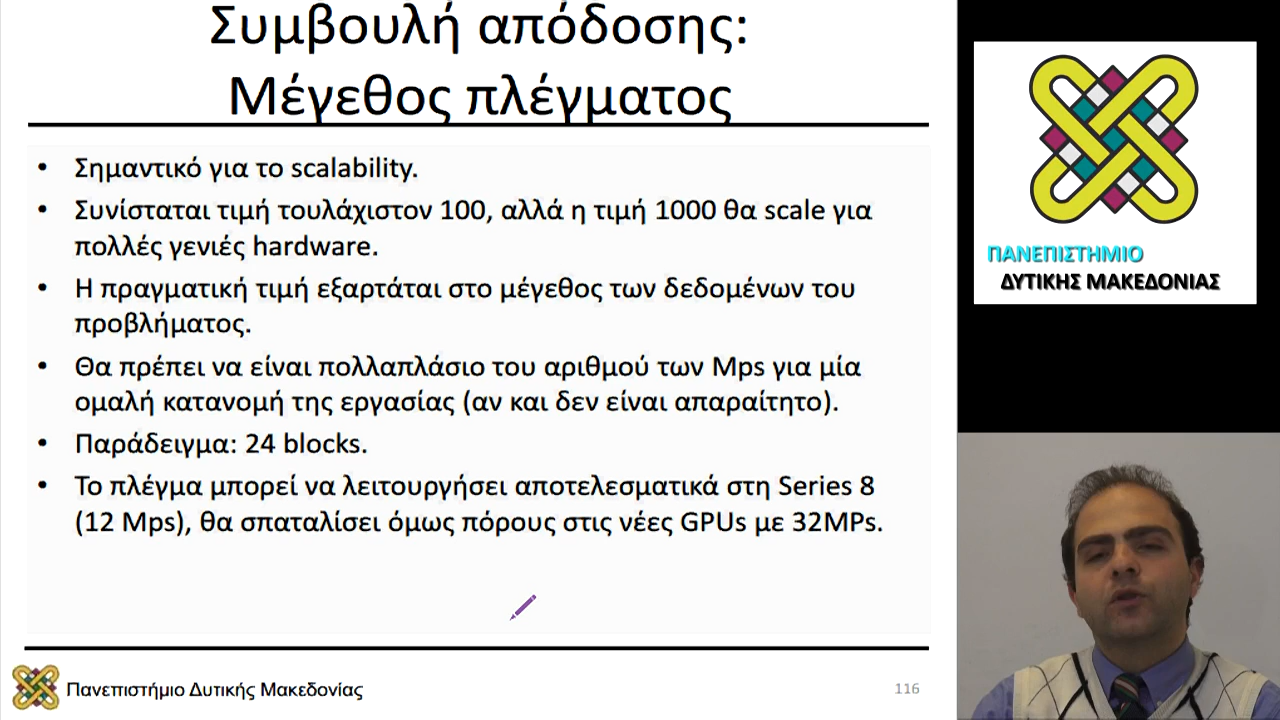 Συμβουλή απόδοσης:
Μέγεθος πλέγματος
• Σημαντικό για το scalability.
• Συνίσταται τιμή τουλάχιστον 100, αλλά η τιμή 1000 θα scale για
πολλές γενιές hardware.
• Η πραγματική τιμή εξαρτάται στο μέγεθος των δεδομένων του
προβλήματος.
• Θα πρέπει να είναι πολλαπλάσιο του αριθμού των Mps για μία
ομαλή κατανομή της εργασίας (αν και δεν είναι απαραίτητο).
• Παράδειγμα: 24 blocks.
• Το πλέγμα μπορεί να λειτουργήσει αποτελεσματικά στη Series 8
(12 Mps), θα σπαταλίσει όμως πόρους στις νέες GPUs με 32MPs.
Πανεπιστήμιο Δυτικής Μακεδονίας
116
ΠΑΝΕΠΙΣΤΗΜΙΟ
ΔΥΤΙΚΗΣ ΜΑΚΕΔΟΝΙΑΣ